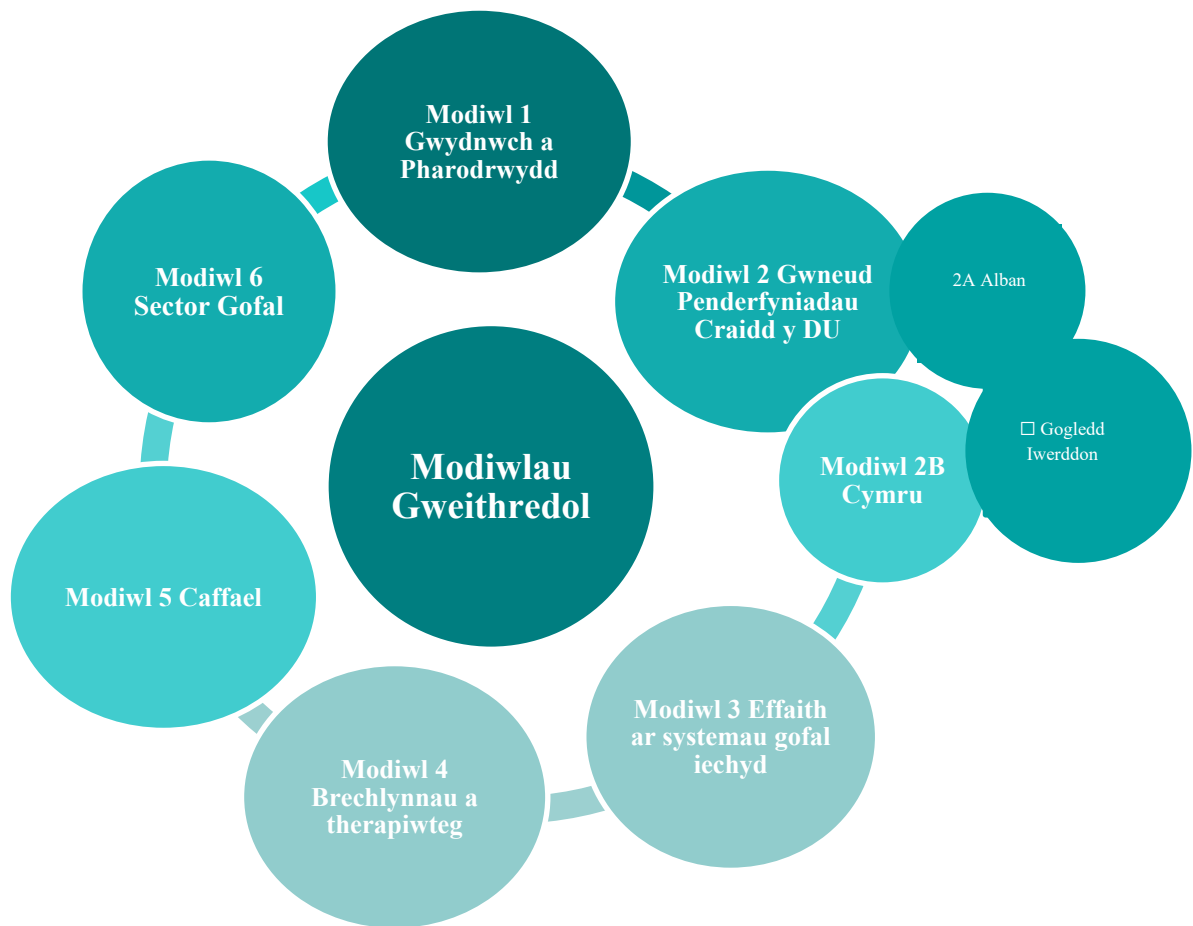 Modiwl 1
Gwydnwch a
Pharodrwydd
Modiwl 2 Gwneud
Penderfyniadau
Craidd y DU
2A Alban
☐ Gogledd
Iwerddon
Modiwl 2B
Cymru
Modiwl 3 Effaith
ar systemau gofal
iechyd
Modiwl 4
Brechlynnau a
therapiwteg
Modiwl 5 Caffael
Modiwl 6
Sector Gofal
Modiwlau
Gweithredol